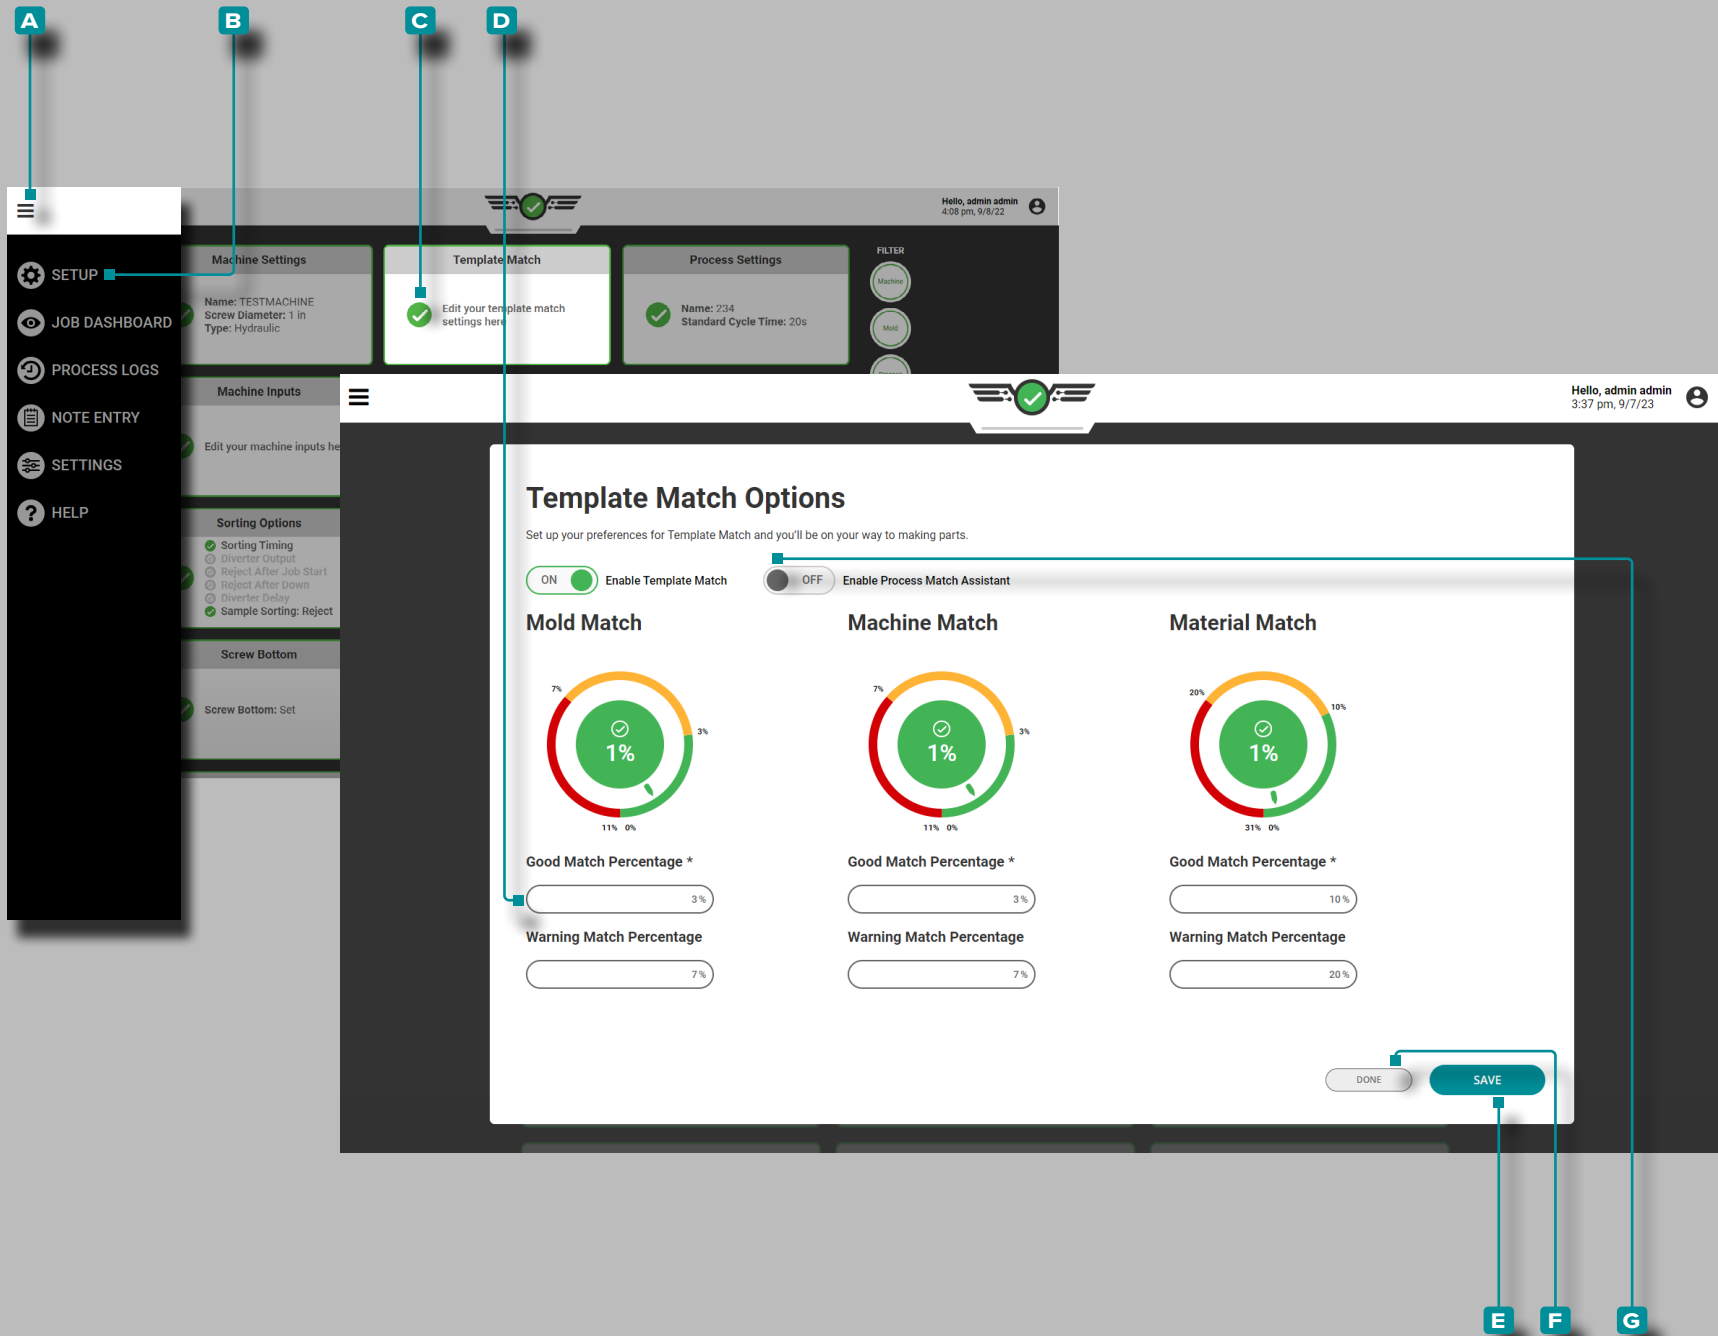 A
B
C
D
Hello, admin admin
4:08 pm, 9/8/22
SETUP
JOB DASHBOARD
PROCESS LOGS
NOTE ENTRY
SETTINGS
HELP
Machine Settings
Name: TESTMACHINE
Screw Diameter: 1 in
Type: Hydraulic
Template Match
Edit your template match
settings here
Process Settings
Name: 234
Standard Cycle Time: 20s
FILTER
Machine
Mold
Machine Inputs
Edit your machine inputs he
Sorting Options
Sorting Timing
Diverter Output
Reject After Job Start
Reject After Down
Diverter Delay
Sample Sorting: Reject
Screw Bottom
Screw Bottom: Set
Hello, admin admin
3:37 pm, 9/7/23
Template Match Options
Set up your preferences for Template Match and you'll be on your way to making parts.
ON Enable Template Match
OFF Enable Process Match Assistant
Mold Match
7%
3%
1%
11% 0%
Good Match Percentage *
3 %
Warning Match Percentage
7 %
Machine Match
7%
3%
1%
11% 0%
Good Match Percentage *
3 %
Warning Match Percentage
7 %
Material Match
20%
10%
1%
31% 0%
Good Match Percentage *
10 %
Warning Match Percentage
20 %
DONE
SAVE
E
F
G